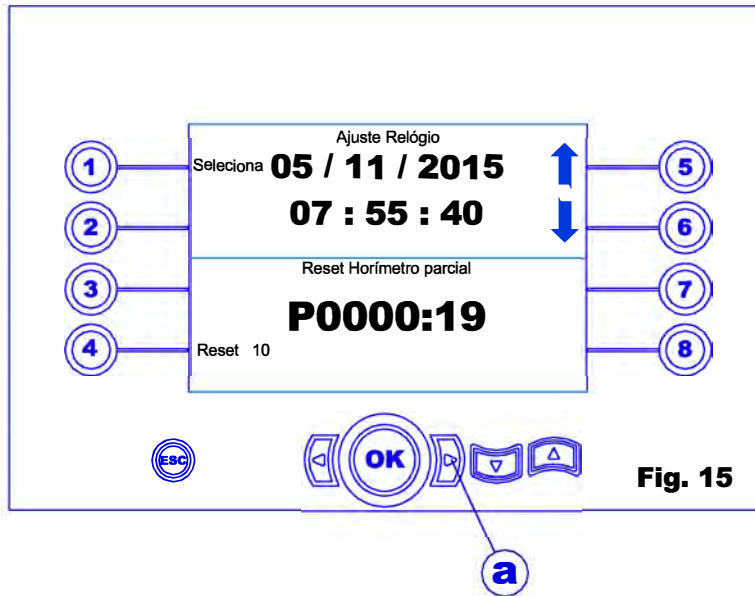 Ajuste Relógio
1 Seleciona 05 / 11 / 2015 5
2 07 : 55 : 40 6
3 Reset Horímetro parcial 7
P0000:19
4 Reset 10 8
ESC OK Fig. 15
a